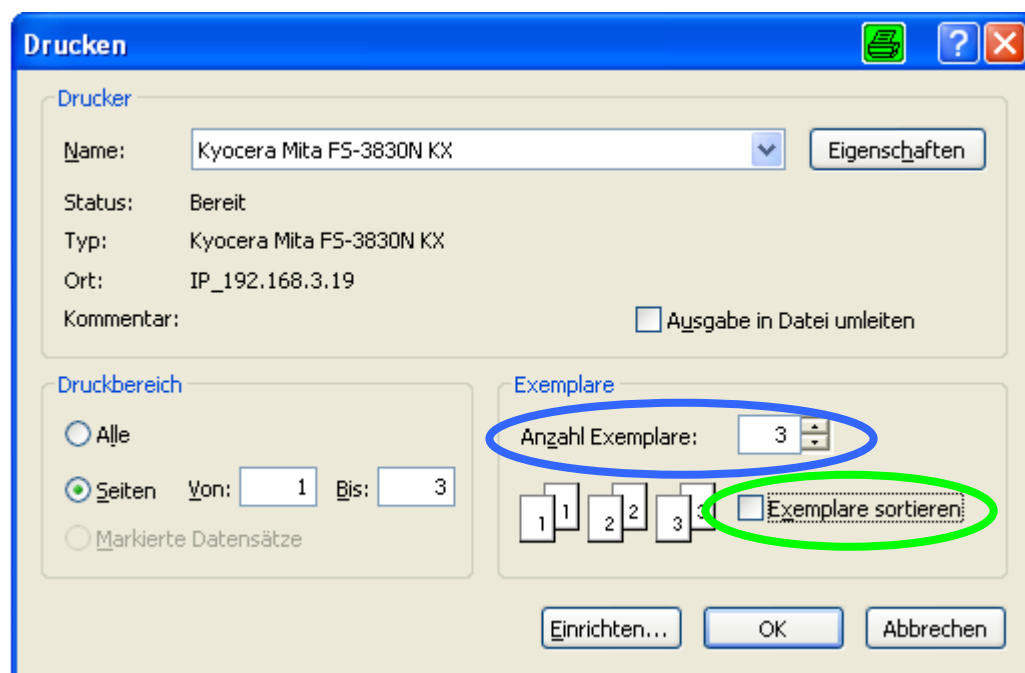 Drucken
Drucker
Name: Kyocera Mita FS-3830N KX Eigenschaften
Status: Bereit
Typ: Kyocera Mita FS-3830N KX
Ort: IP_192.168.3.19
Kommentar: Ausgabe in Datei umleiten
Druckbereich
Alle
Seiten Von: 1 Bis: 3
Markierte Datensätze
Exemplare
Anzahl Exemplare: 3
1 1 2 2 3 3 Exemplare sortieren
Einrichten... OK Abbrechen